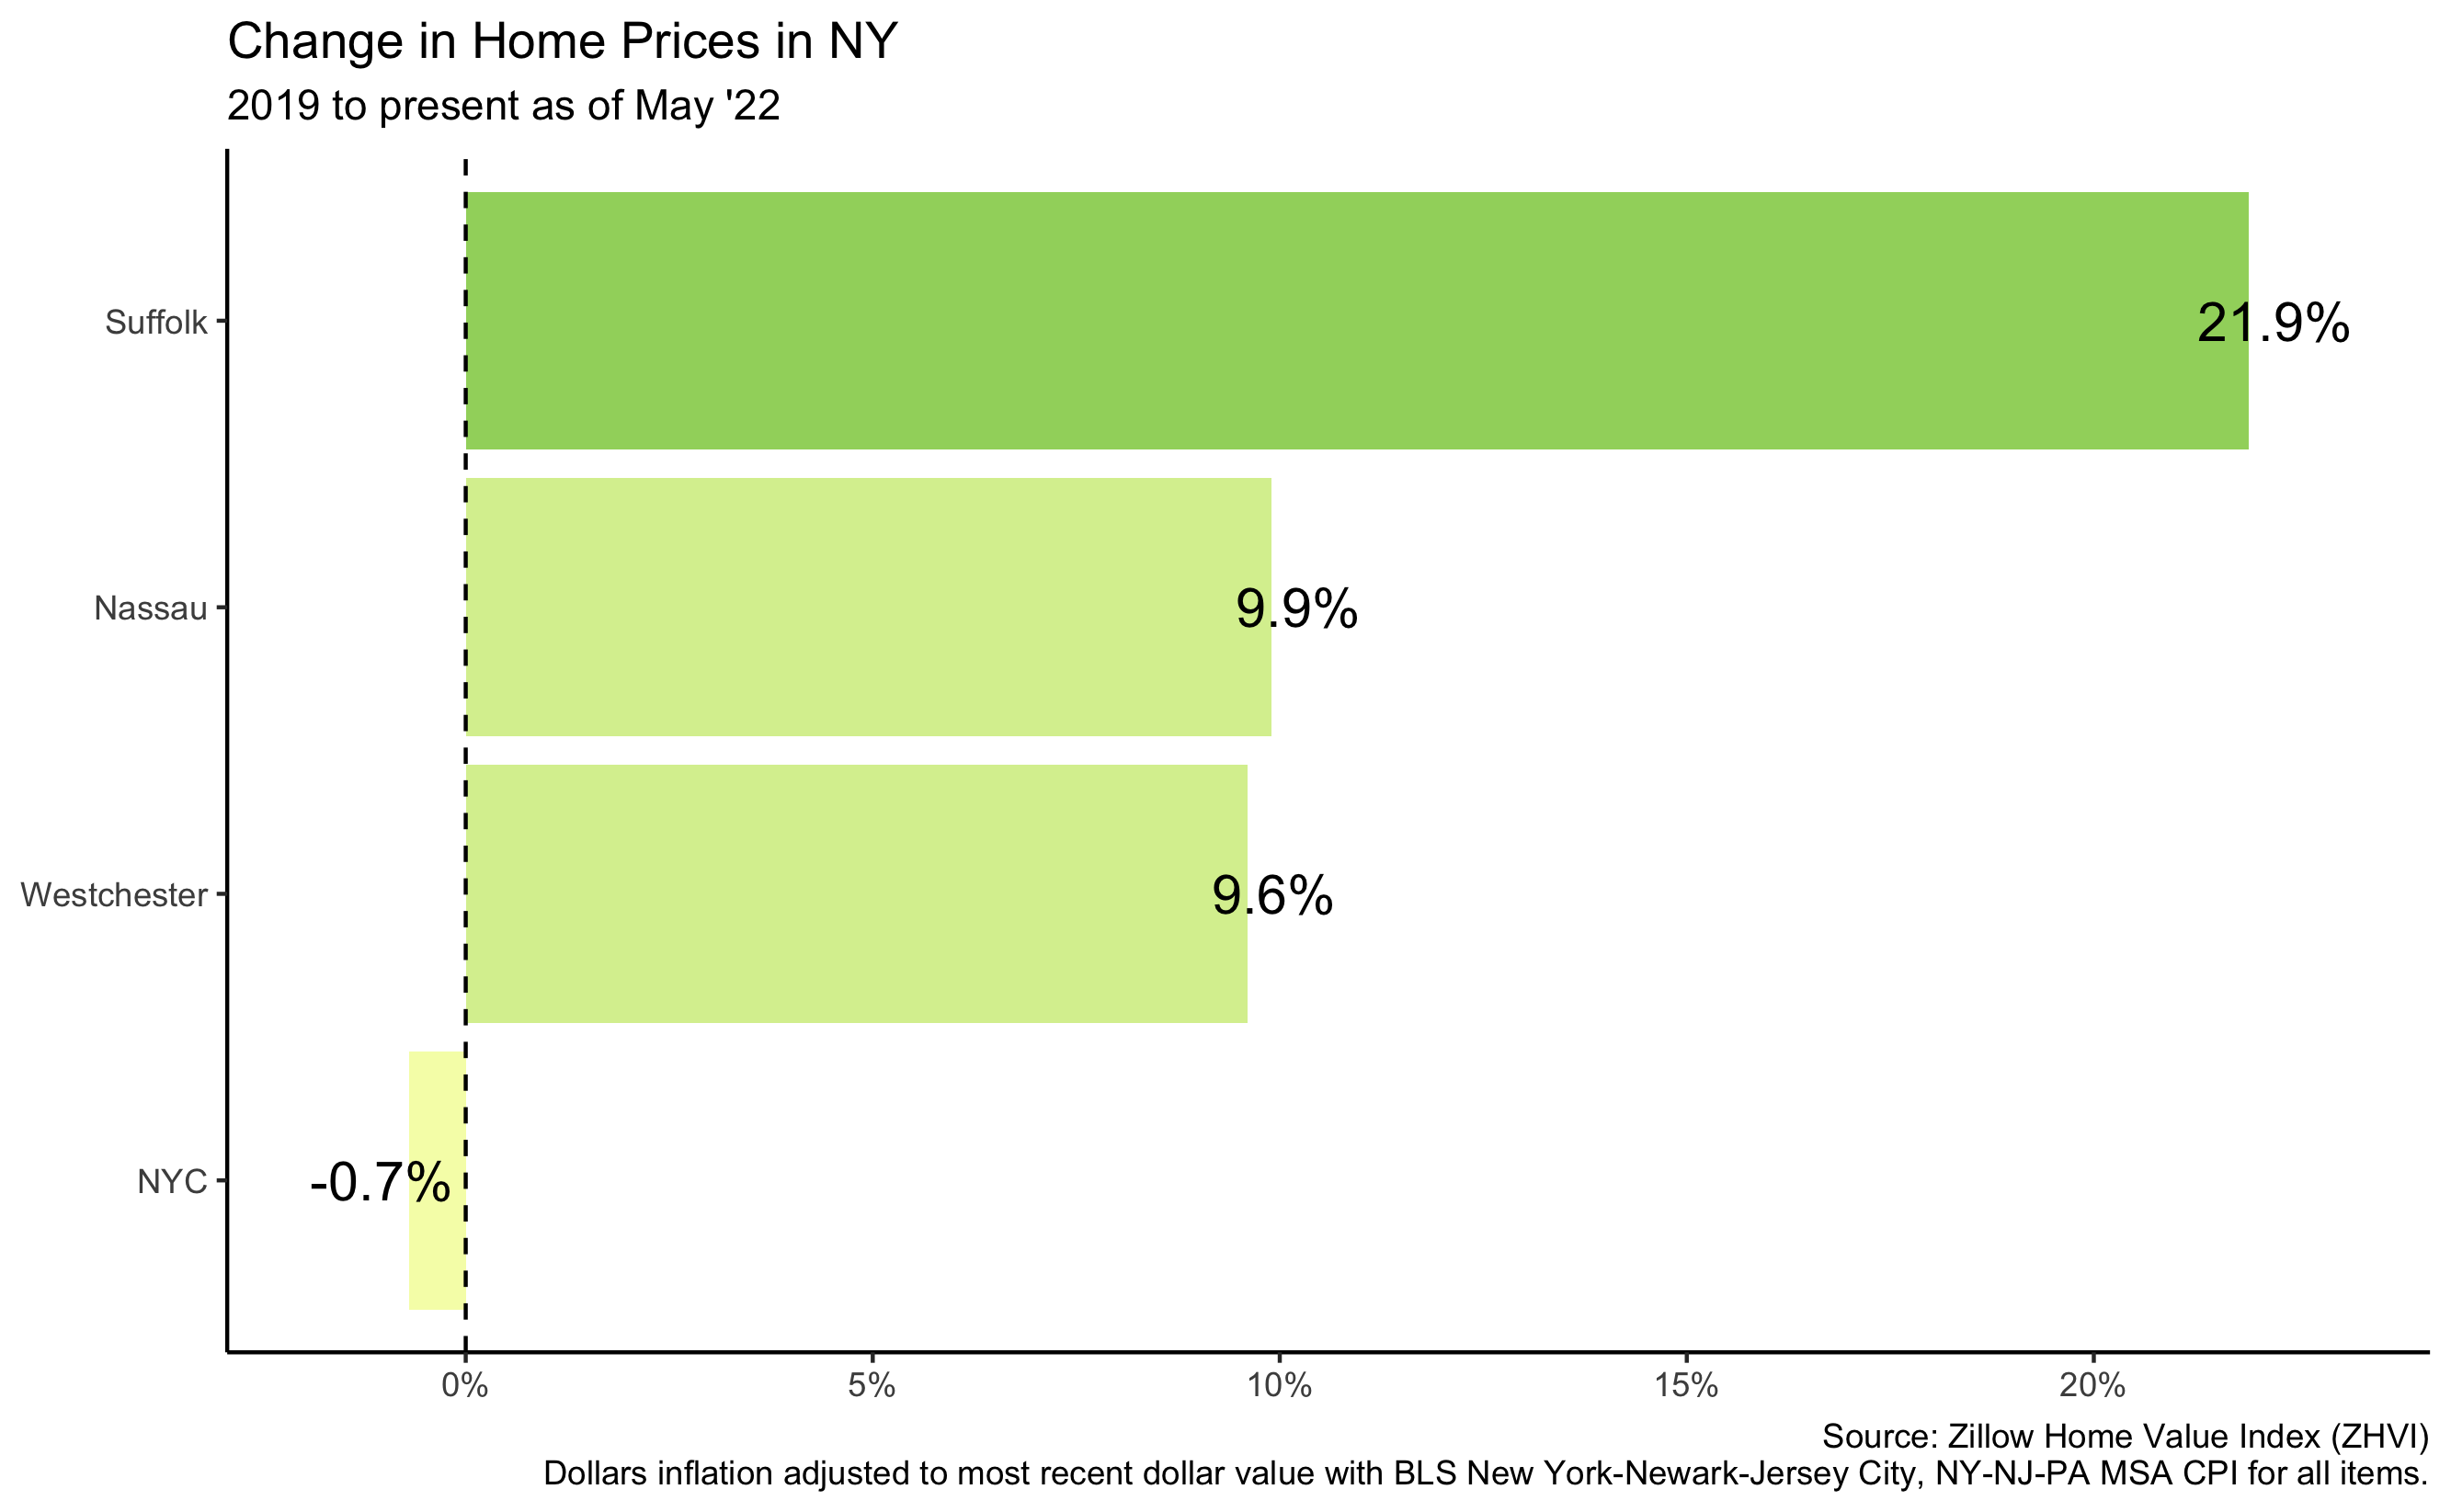 Change in Home Prices in NY
2019 to present as of May '22
Suffolk
21.9%
Nassau
9.9%
Westchester
9.6%
NYC
-0.7%
0%
5%
10%
15%
20%
Source: Zillow Home Value Index (ZHVI)
Dollars inflation adjusted to most recent dollar value with BLS New York-Newark-Jersey City, NY-NJ-PA MSA CPI for all items.